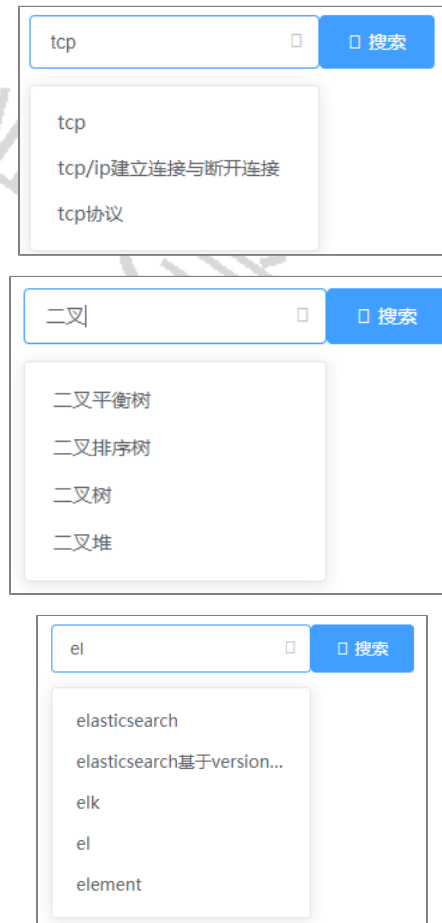 tcp
搜索
tcp
tcp/ip建立连接与断开连接
tcp协议
二叉
搜索
二叉平衡树
二叉排序树
二叉树
二叉堆
el
搜索
elasticsearch
elasticsearch基于version...
elk
el
element